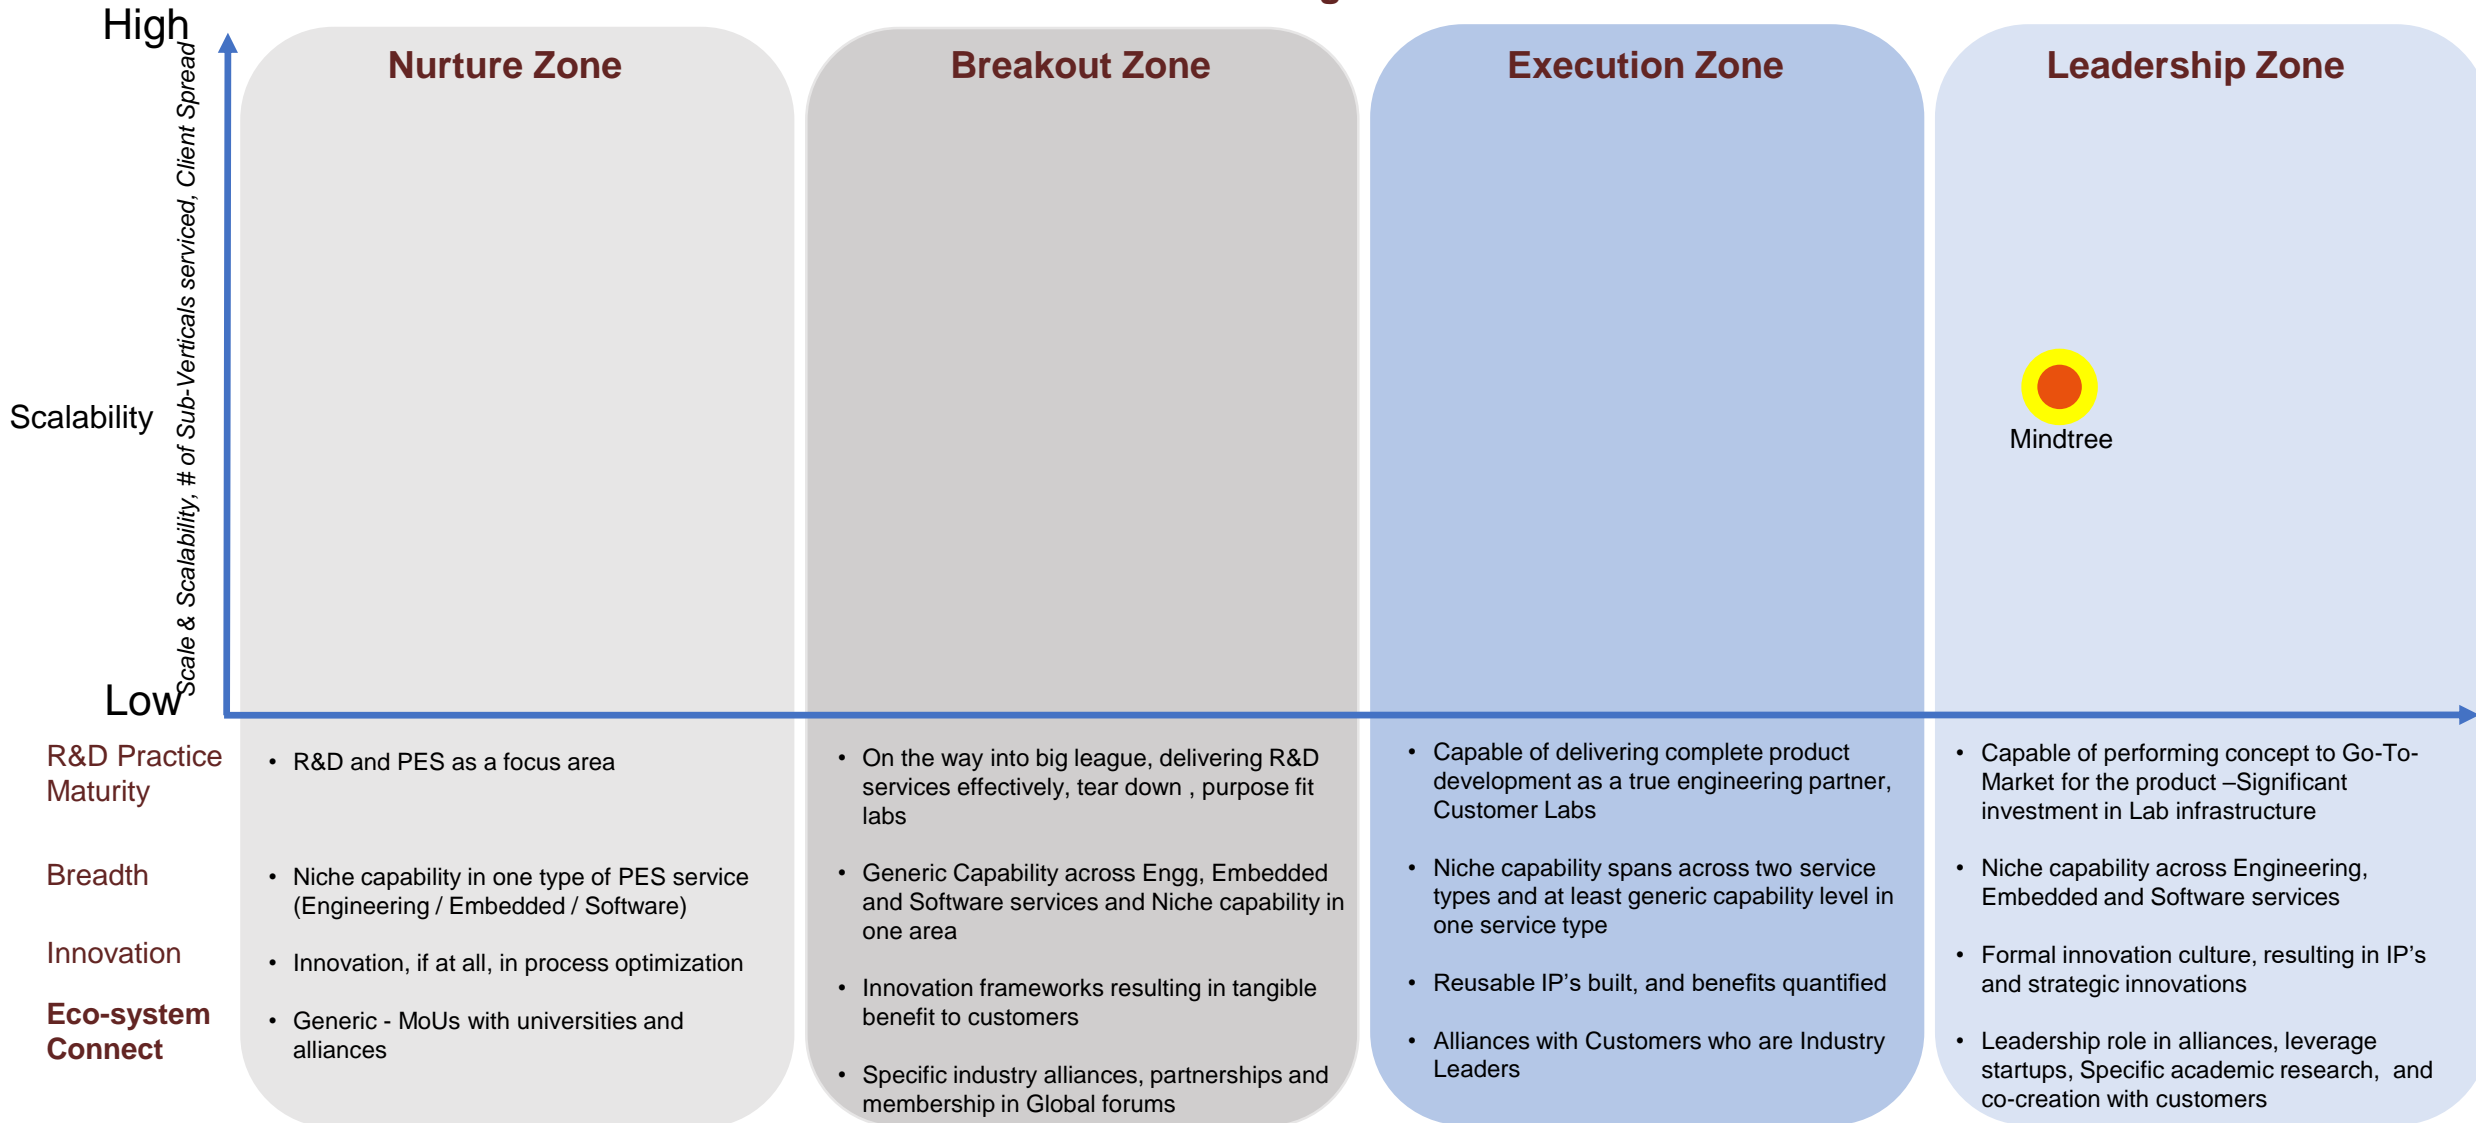 High
Scale & Scalability, # of Sub-Verticals serviced, Client Spread
Scalability
Low
Nurture Zone
Breakout Zone
Execution Zone
Leadership Zone
Mindtree
R&D Practice
Maturity
Breadth
Innovation
Eco-system
Connect
• R&D and PES as a focus area
• Niche capability in one type of PES service
(Engineering / Embedded / Software)
• Innovation, if at all, in process optimization
• Generic - MoUs with universities and
alliances
• On the way into big league, delivering R&D
services effectively, tear down , purpose fit
labs
• Generic Capability across Engg, Embedded
and Software services and Niche capability in
one area
• Innovation frameworks resulting in tangible
benefit to customers
• Specific industry alliances, partnerships and
membership in Global forums
• Capable of delivering complete product
development as a true engineering partner,
Customer Labs
• Niche capability spans across two service
types and at least generic capability level in
one service type
• Reusable IP's built, and benefits quantified
• Alliances with Customers who are Industry
Leaders
• Capable of performing concept to Go-To-
Market for the product –Significant
investment in Lab infrastructure
• Niche capability across Engineering,
Embedded and Software services
• Formal innovation culture, resulting in IP's
and strategic innovations
• Leadership role in alliances, leverage
startups, Specific academic research, and
co-creation with customers